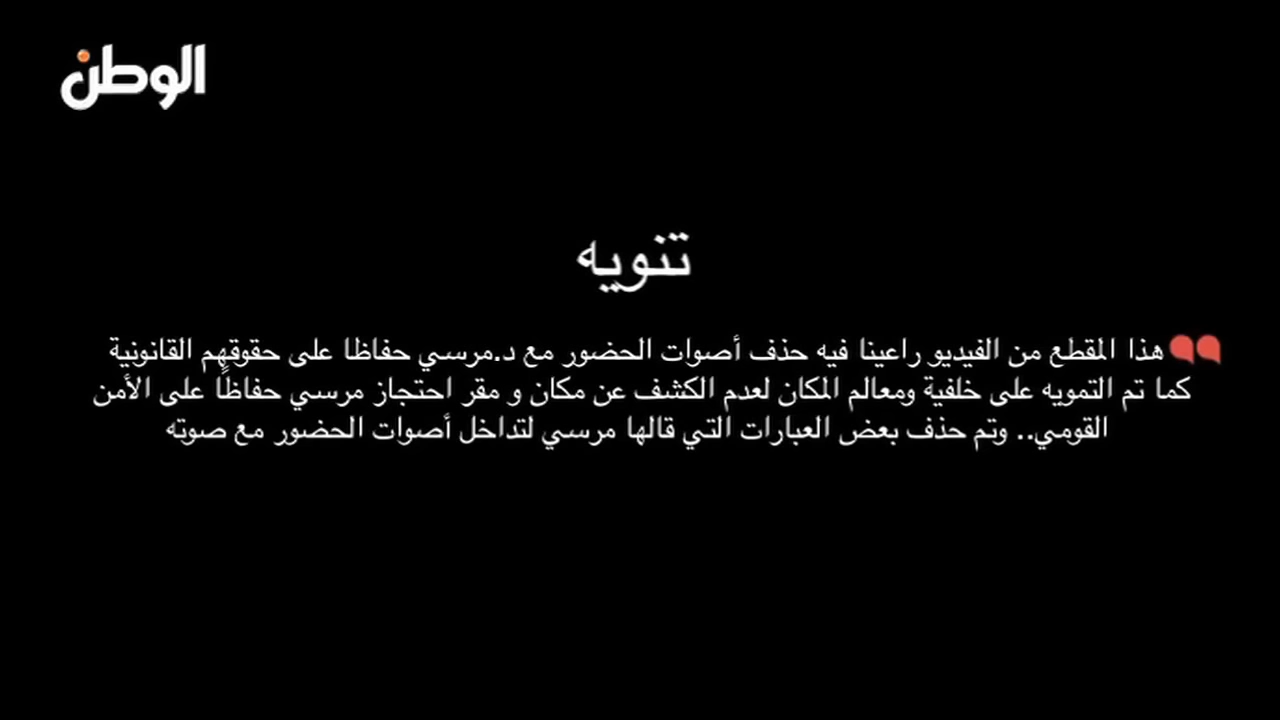 الوطن
تنويه
هذا المقطع من الفيديو راعينا فيه حذف أصوات الحضور مع د.مرسي حفاظا على حقوقهم القانونية
كما تم التمويه على خلفية ومعالم المكان لعدم الكشف عن مكان و مقر احتجاز مرسي حفاظًا على الأمن
القومي.. وتم حذف بعض العبارات التي قالها مرسي لتداخل أصوات الحضور مع صوته